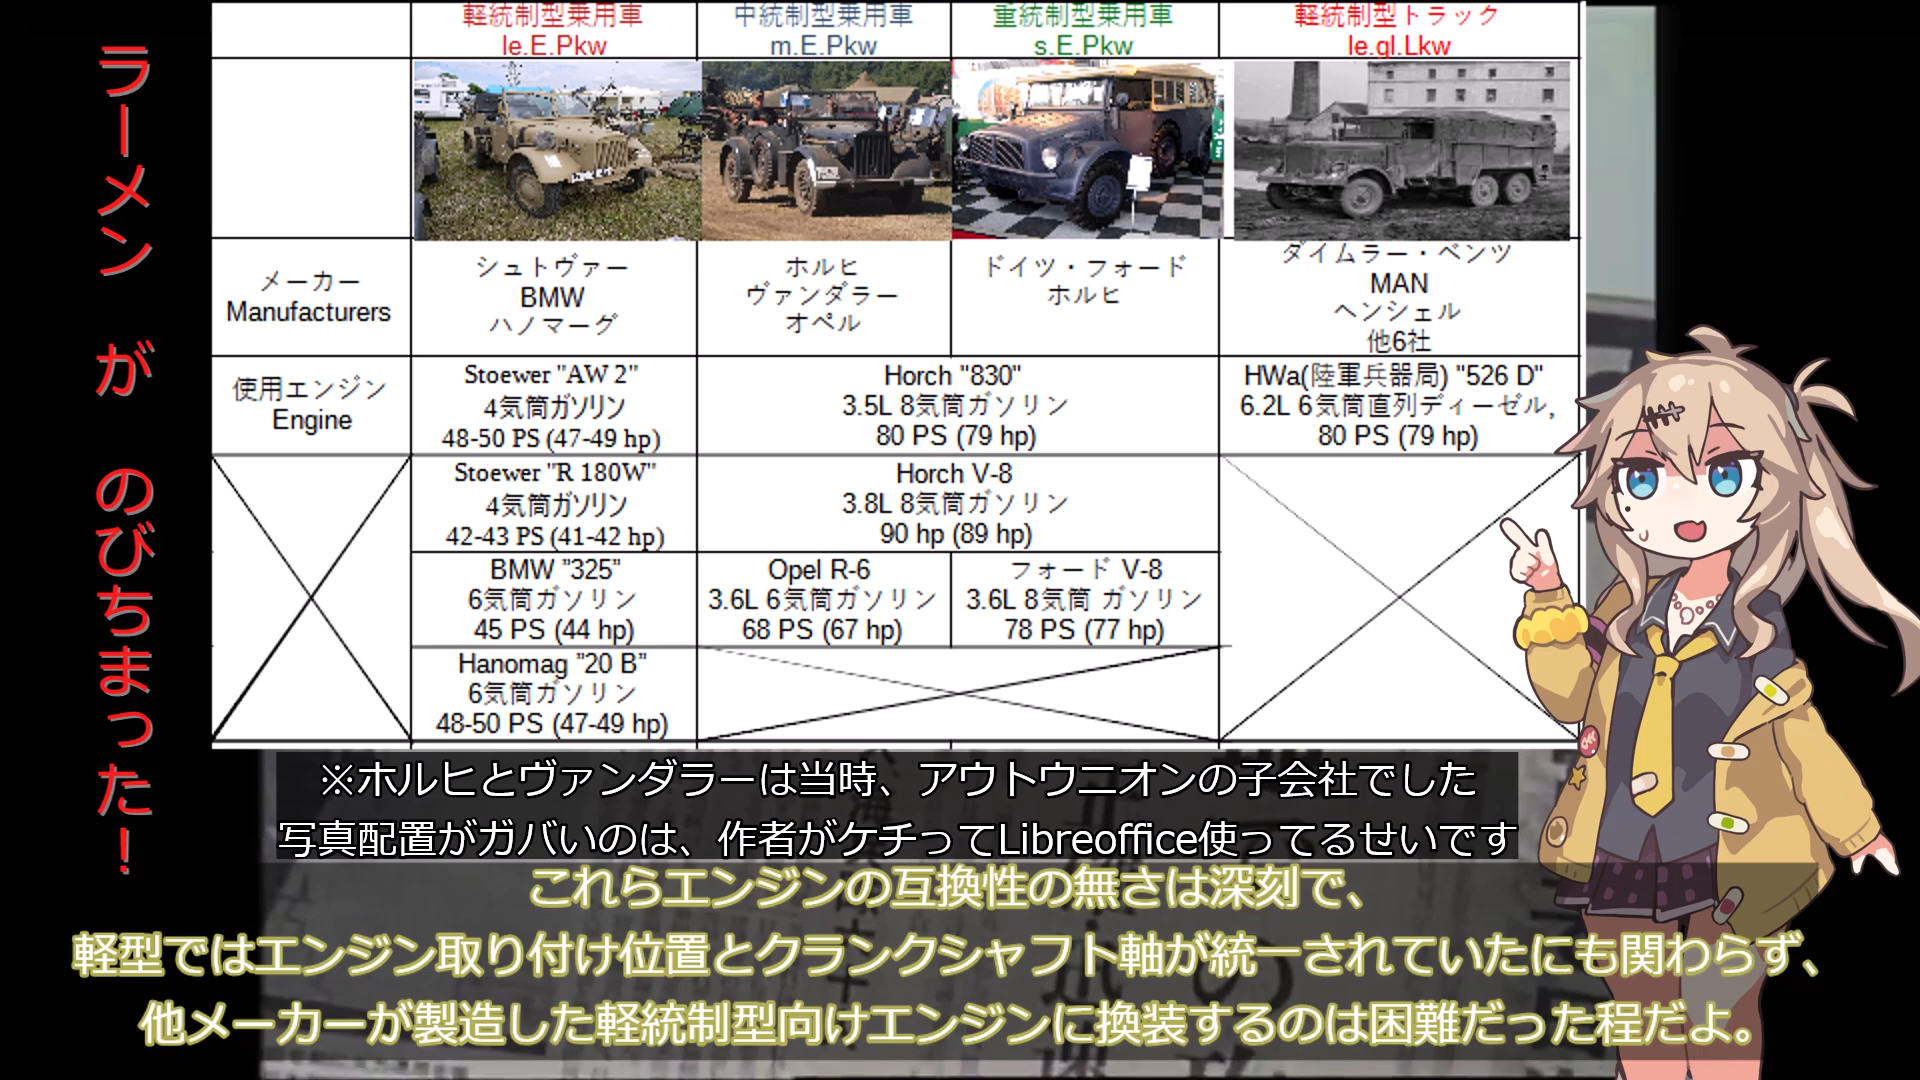 ラーメン が のびちまった！
軽統制型乗用車
le.E.Pkw
中統制型乗用車
m.E.Pkw
重統制型乗用車
s.E.Pkw
軽統制型トラック
le.gl.Lkw
メーカー
Manufacturers
シュトヴァー
BMW
ハノマーグ
ホルヒ
ヴァンダラー
オペル
ドイツ・フォード
ホルヒ
ダイムラー・ベンツ
MAN
ヘンシェル
他6社
使用エンジン
Engine
Stoewer "AW 2"
4気筒ガソリン
48-50 PS (47-49 hp)
Horch "830"
3.5L 8気筒ガソリン
80 PS (79 hp)
HWa(陸軍兵器局) "526 D"
6.2L 6気筒直列ディーゼル,
80 PS (79 hp)
Stoewer "R 180W"
4気筒ガソリン
42-43 PS (41-42 hp)
Horch V-8
3.8L 8気筒ガソリン
90 hp (89 hp)
BMW "325"
6気筒ガソリン
45 PS (44 hp)
Opel R-6
3.6L 6気筒ガソリン
68 PS (67 hp)
フォード V-8
3.6L 8気筒 ガソリン
78 PS (77 hp)
Hanomag "20 B"
6気筒ガソリン
48-50 PS (47-49 hp)
※ホルヒとヴァンダラーは当時、アウトウニオンの子会社でした
写真配置がガバいのは、作者がケチってLibreoffice使ってるせいです
これらエンジンの互換性の無さは深刻で、
軽型ではエンジン取り付け位置とクランクシャフト軸が統一されていたにも関わらず、
他メーカーが製造した軽統制型向けエンジンに換装するのは困難だった程だよ。